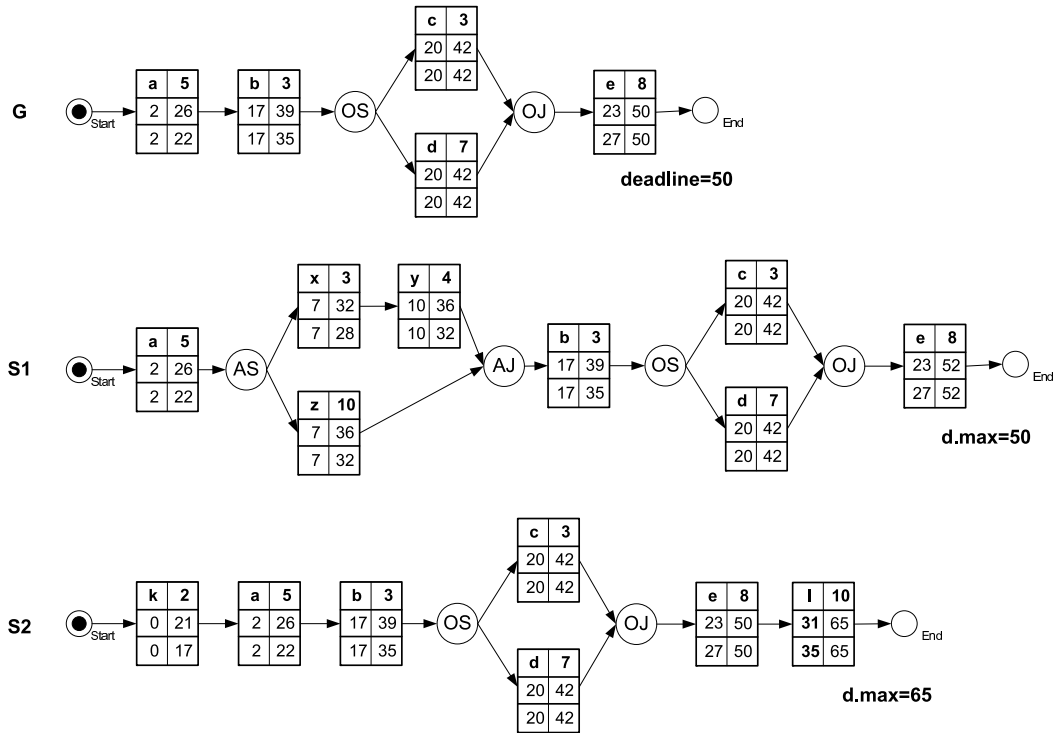 c 3
20 42
20 42
G
Start
a 5
2 26
2 22
b 3
17 39
17 35
OS
OJ
e 8
23 50
27 50
End
d 7
20 42
20 42
deadline=50
S1
Start
a 5
2 26
2 22
AS
x 3
7 32
7 28
y 4
10 36
10 32
z 10
7 36
7 32
AJ
b 3
17 39
17 35
OS
c 3
20 42
20 42
d 7
20 42
20 42
OJ
e 8
23 52
27 52
End
d.max=50
S2
Start
k 2
0 21
0 17
a 5
2 26
2 22
b 3
17 39
17 35
OS
c 3
20 42
20 42
d 7
20 42
20 42
OJ
e 8
23 50
27 50
l 10
31 65
35 65
End
d.max=65